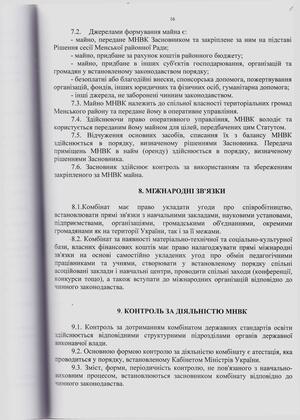 16
7.2. Джерелами формування майна є:
- майно, передане МНВК Засновником та закріплене за ним на підставі
Рішення сесії Менської районної Ради;
- майно, придбане за рахунок коштів районного бюджету;
- майно, придбане в інших суб'єктів господарювання, організацій та
громадян у встановленому законодавством порядку;
- безоплатні або благодійні внески, спонсорська допомога, пожертвування
організацій, фондів, інших юридичних та фізичних осіб, гуманітарна допомога;
- інші джерела, не заборонені чинним законодавством.
7.3. Майно МНВК належить до спільної власності територіальних громад
Менського району та передане йому в оперативне управління.
7.4. Здійснюючи право оперативного управління, МНВК володіє та
користується переданим йому майном для цілей, передбачених цим Статутом.
7.5. Відчуження основних засобів, списання їх з балансу МНВК
здійснюється в порядку, визначеному рішеннями Засновника. Передача
приміщень МНВК в найм (оренду) здійснюється в порядку, визначеному
рішеннями Засновника.
7.6. Засновник здійснює контроль за використанням та збереженням
закріпленого за МНВК майна.
8. МІЖНАРОДНІ ЗВ'ЯЗКИ
8.1.Комбінат має право укладати угоди про співробітництво,
встановлювати прямі зв'язки з навчальними закладами, науковими установами,
підприємствами, організаціями, громадськими об'єднаннями, окремими
громадянами як на території України, так і за її межами.
8.2. Комбінат за наявності матеріально-технічної та соціально-культурної
бази, власних фінансових коштів має право налагоджувати прямі міжнародні
зв'язки на основі самостійно укладених угод про обмін педагогічними
працівниками та учнями, створювати у встановленому порядку спільні
асоційовані заклади і навчальні центри, проводити спільні заходи (конференції,
конкурси тощо), а також вступати до міжнародних організацій відповідно до
чинного законодавства.
9. КОНТРОЛЬ ЗА ДІЯЛЬНІСТЮ МНВК
9.1. Контроль за дотриманням комбінатом державних стандартів освіти
здійснюється відповідними структурними підрозділами органів державної
виконавчої влади.
9.2. Основною формою контролю за діяльністю комбінату є атестація, яка
проводиться у порядку, встановленому Кабінетом Міністрів України.
9.3. Зміст, форми, періодичність контролю, не пов'язаного з навчально-
виховним процесом, встановлюються засновником комбінату відповідно до
чинного законодавства.